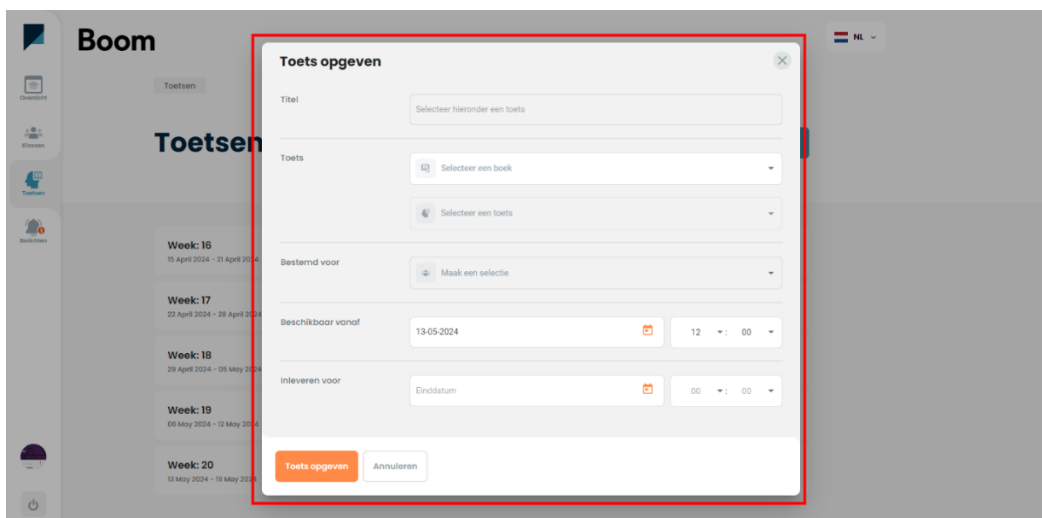 Boom
NL
Overzicht
Klassen
Toetsen
Berichten
Toetsen
Toetsen
Week: 16
15 April 2024 - 21 April 2024
Week: 17
22 April 2024 - 28 April 2024
Week: 18
29 April 2024 - 05 May 2024
Week: 19
06 May 2024 - 12 May 2024
Week: 20
13 May 2024 - 19 May 2024
Toets opgeven
Titel
Selecteer hieronder een toets
Toets
Selecteer een boek
Selecteer een toets
Bestemd voor
Maak een selectie
Beschikbaar vanaf
13-05-2024
12 : 00
Inleveren voor
Einddatum
00 : 00
Toets opgeven
Annuleren